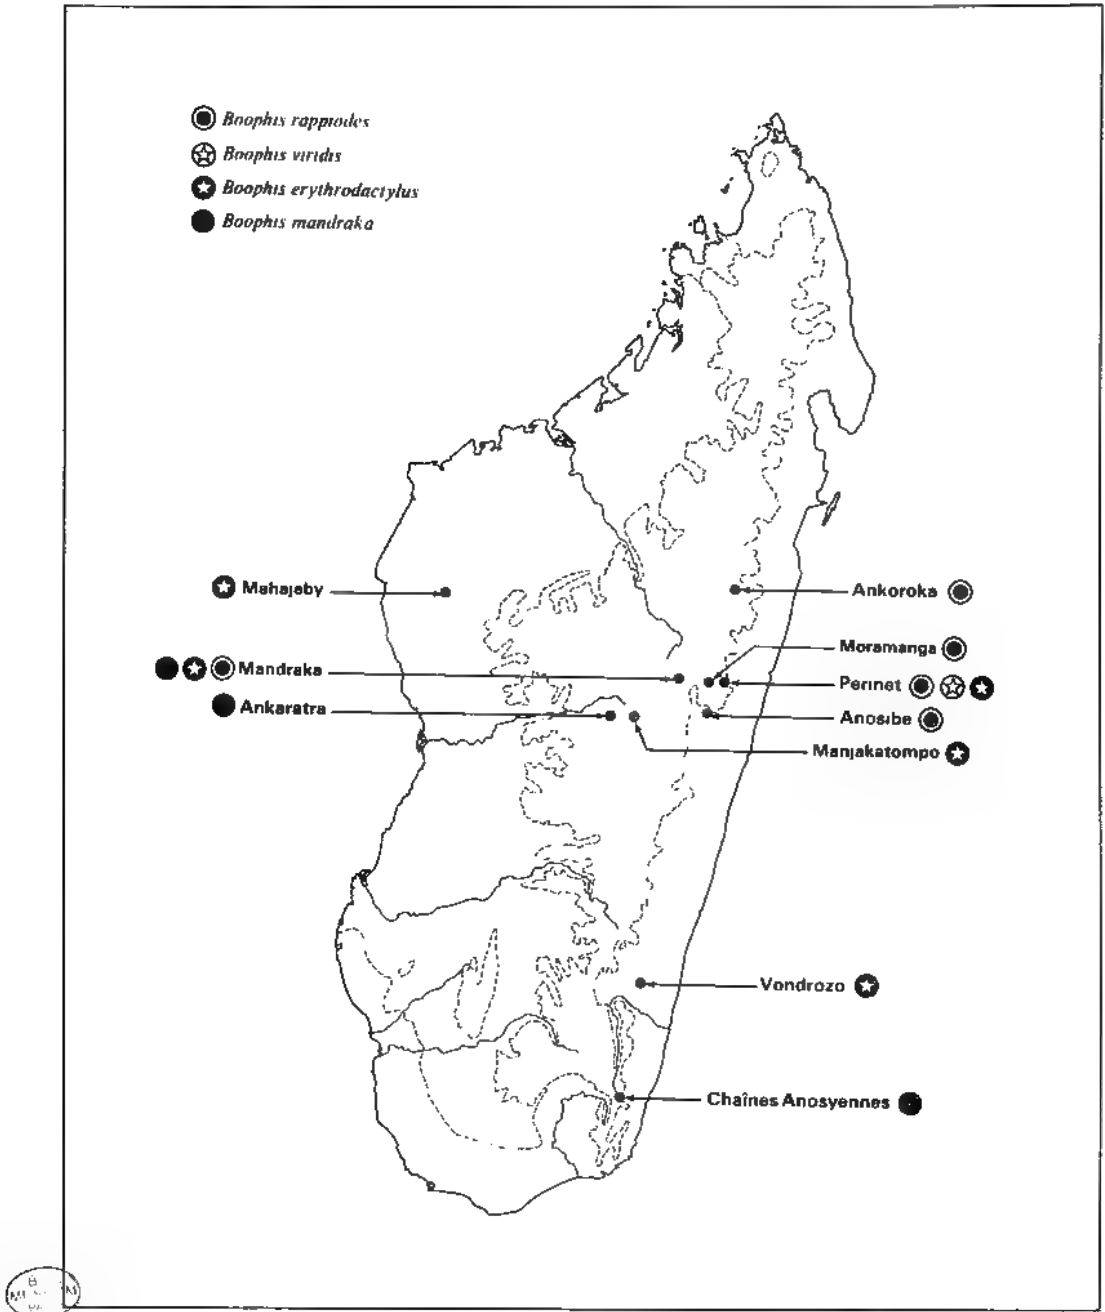 Boophis rappiodes
Boophis viridis
Boophis erythrodactylus
Boophis mandraka
Mahajeby
Ankoroka
Moramanga
Mandraka
Perinet
Ankaratra
Anosibe
Manjakatompo
Vondrozo
Chaînes Anosyennes